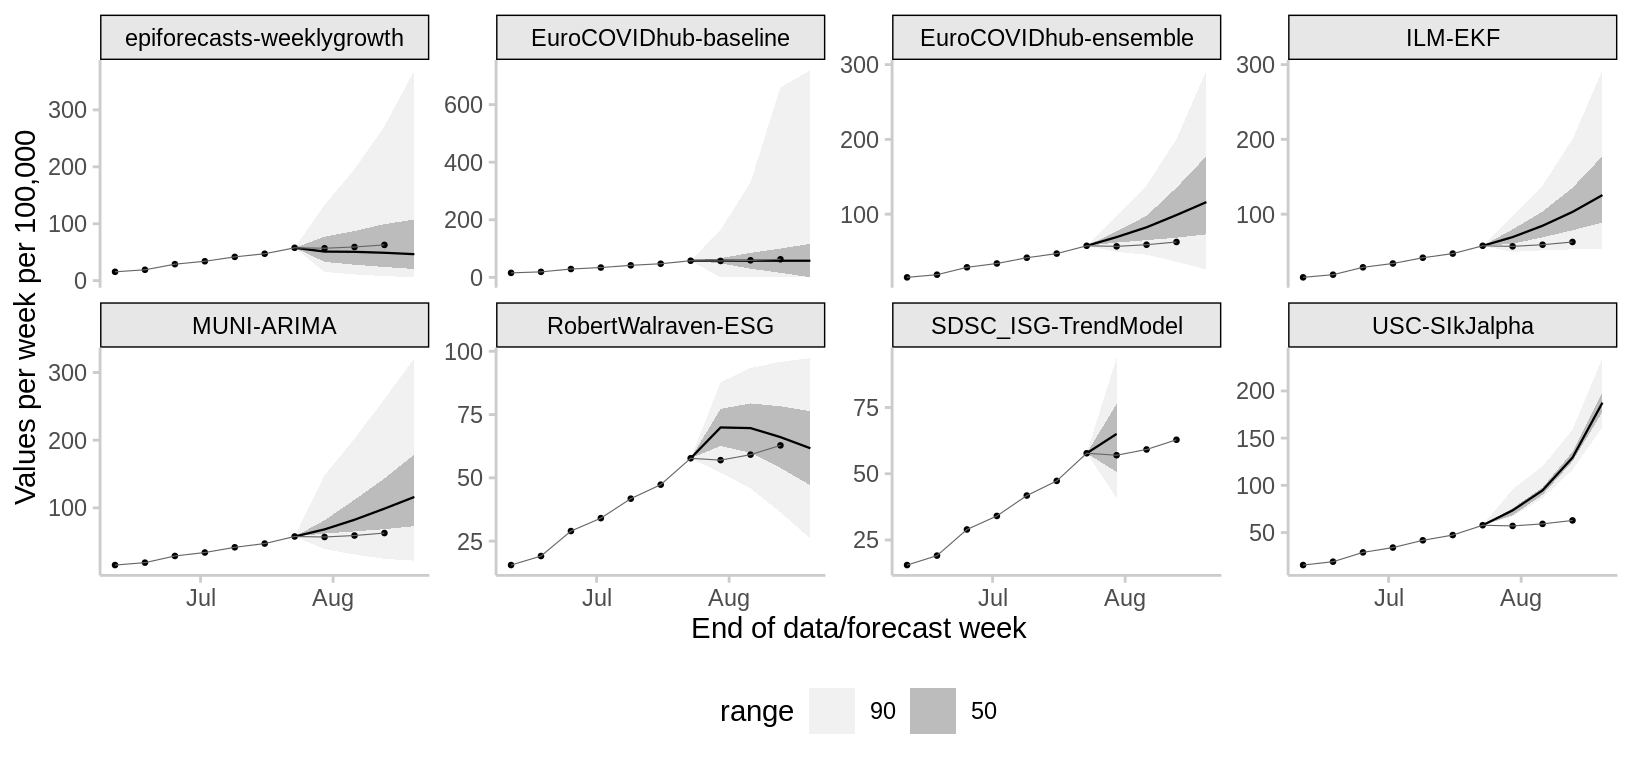 epiforecasts-weeklygrowth
EuroCOVIDhub-baseline
EuroCOVIDhub-ensemble
ILM-EKF
300
200
100
0
600
400
200
0
300
200
100
300
200
100
Values per week per 100,000
MUNI-ARIMA
RobertWalraven-ESG
SDSC_ISG-TrendModel
USC-SIkJalpha
300
200
100
100
75
50
25
75
50
25
200
150
100
50
Jul
Aug
Jul
Aug
Jul
Aug
Jul
Aug
End of data/forecast week
range 90 50